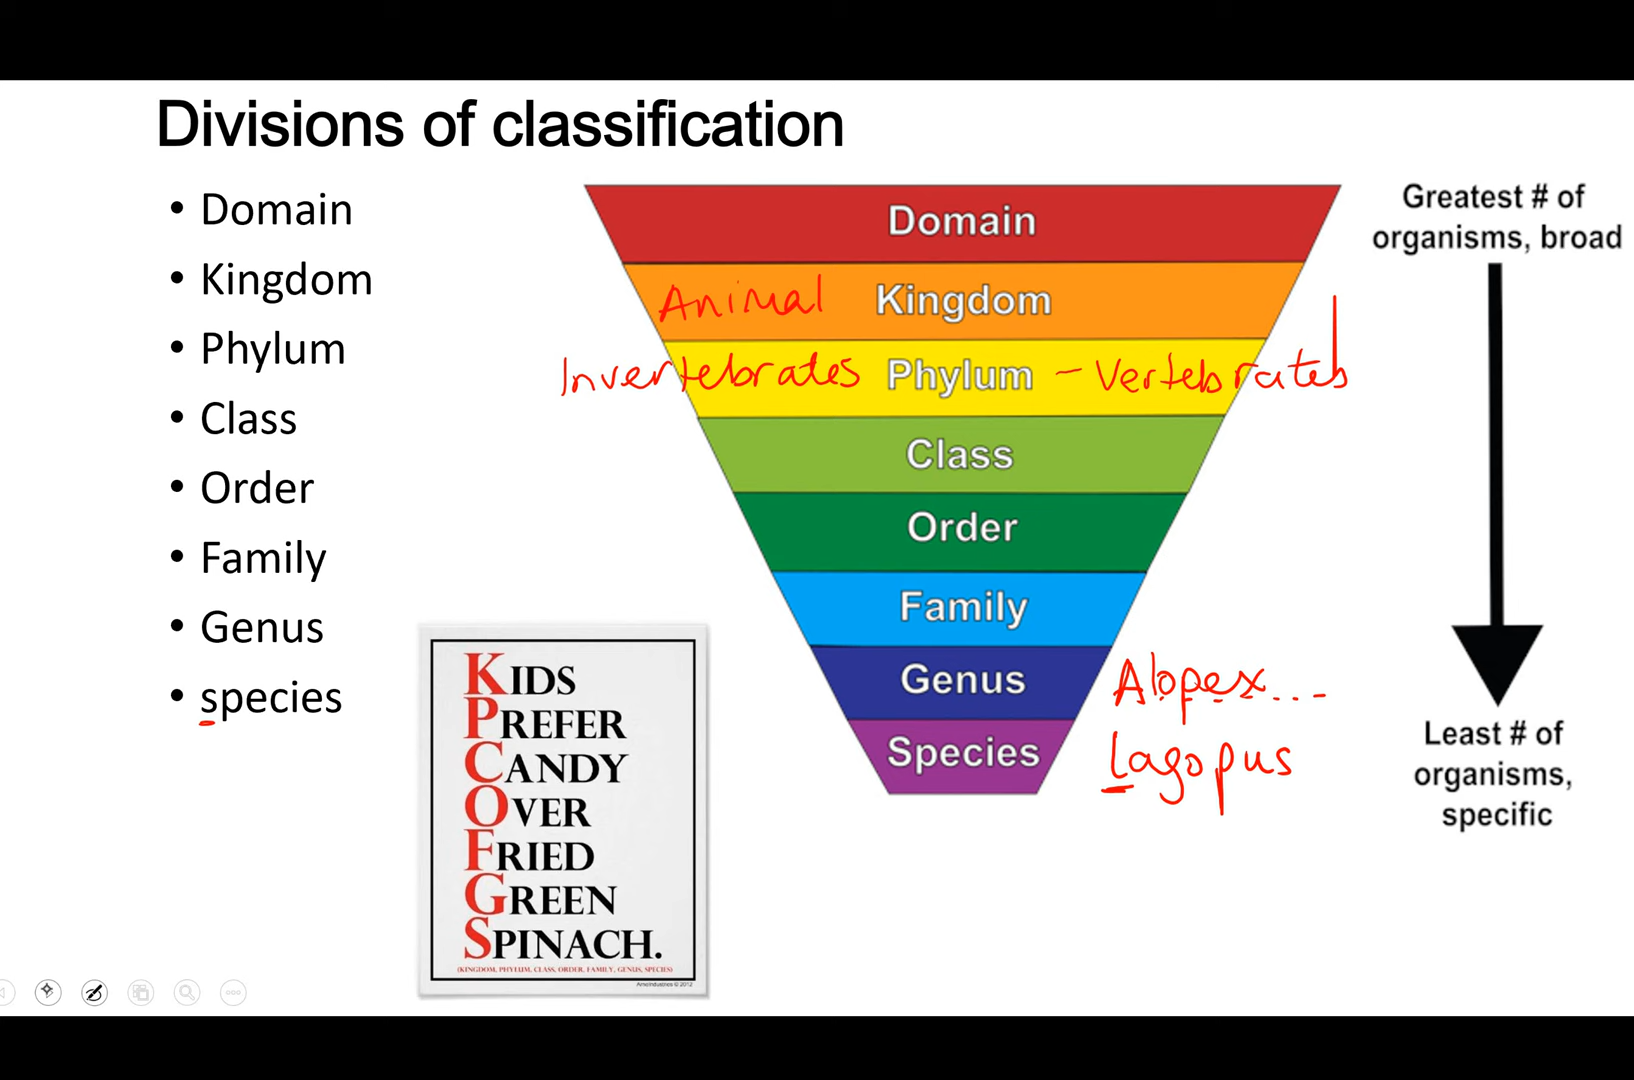 Divisions of classification
• Domain
• Kingdom
• Phylum
• Class
• Order
• Family
• Genus
• species
Domain
Animal Kingdom
Invertebrates Phylum - Vertebrates
Class
Order
Family
Genus Alopex...
Species Lagopus
Greatest # of
organisms, broad
Least # of
organisms,
specific
KIDS
PREFER
CANDY
OVER
FRIED
GREEN
SPINACH.
(KINGDOM, PHYLUM, CLASS, ORDER, FAMILY, GENUS, SPECIES)